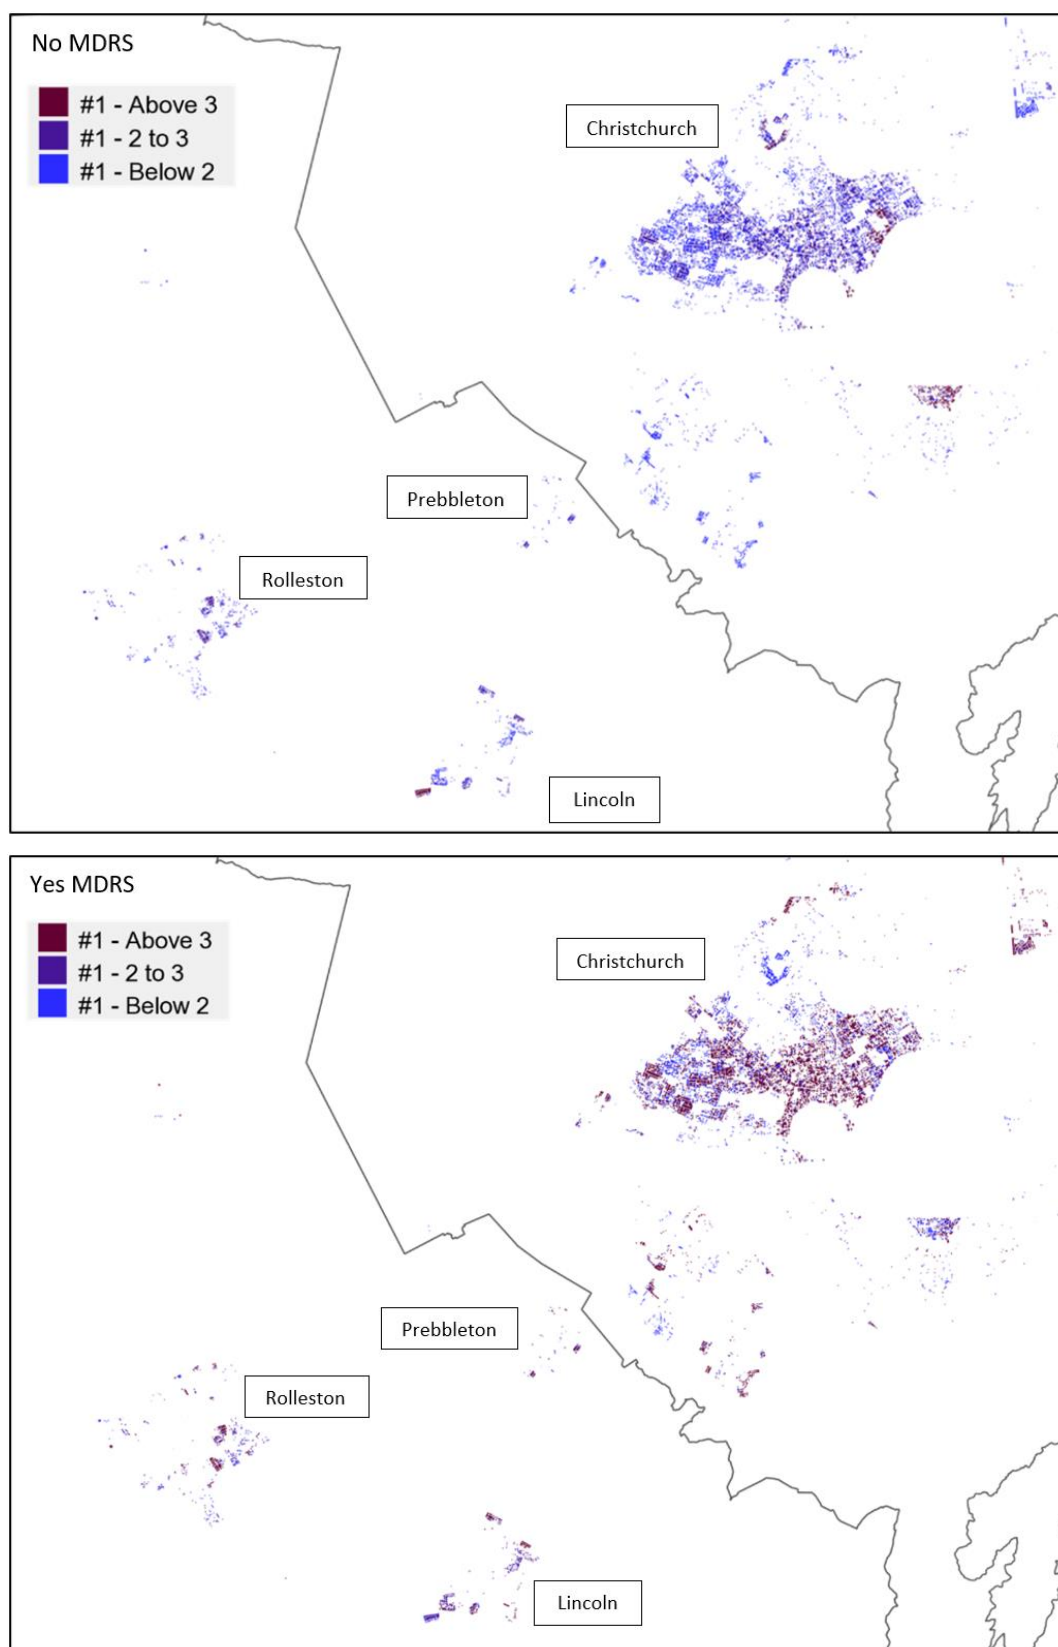 No MDRS
#1 - Above 3
#1 - 2 to 3
#1 - Below 2
Christchurch
Prebbleton
Rolleston
Lincoln
Yes MDRS
#1 - Above 3
#1 - 2 to 3
#1 - Below 2
Christchurch
Prebbleton
Rolleston
Lincoln